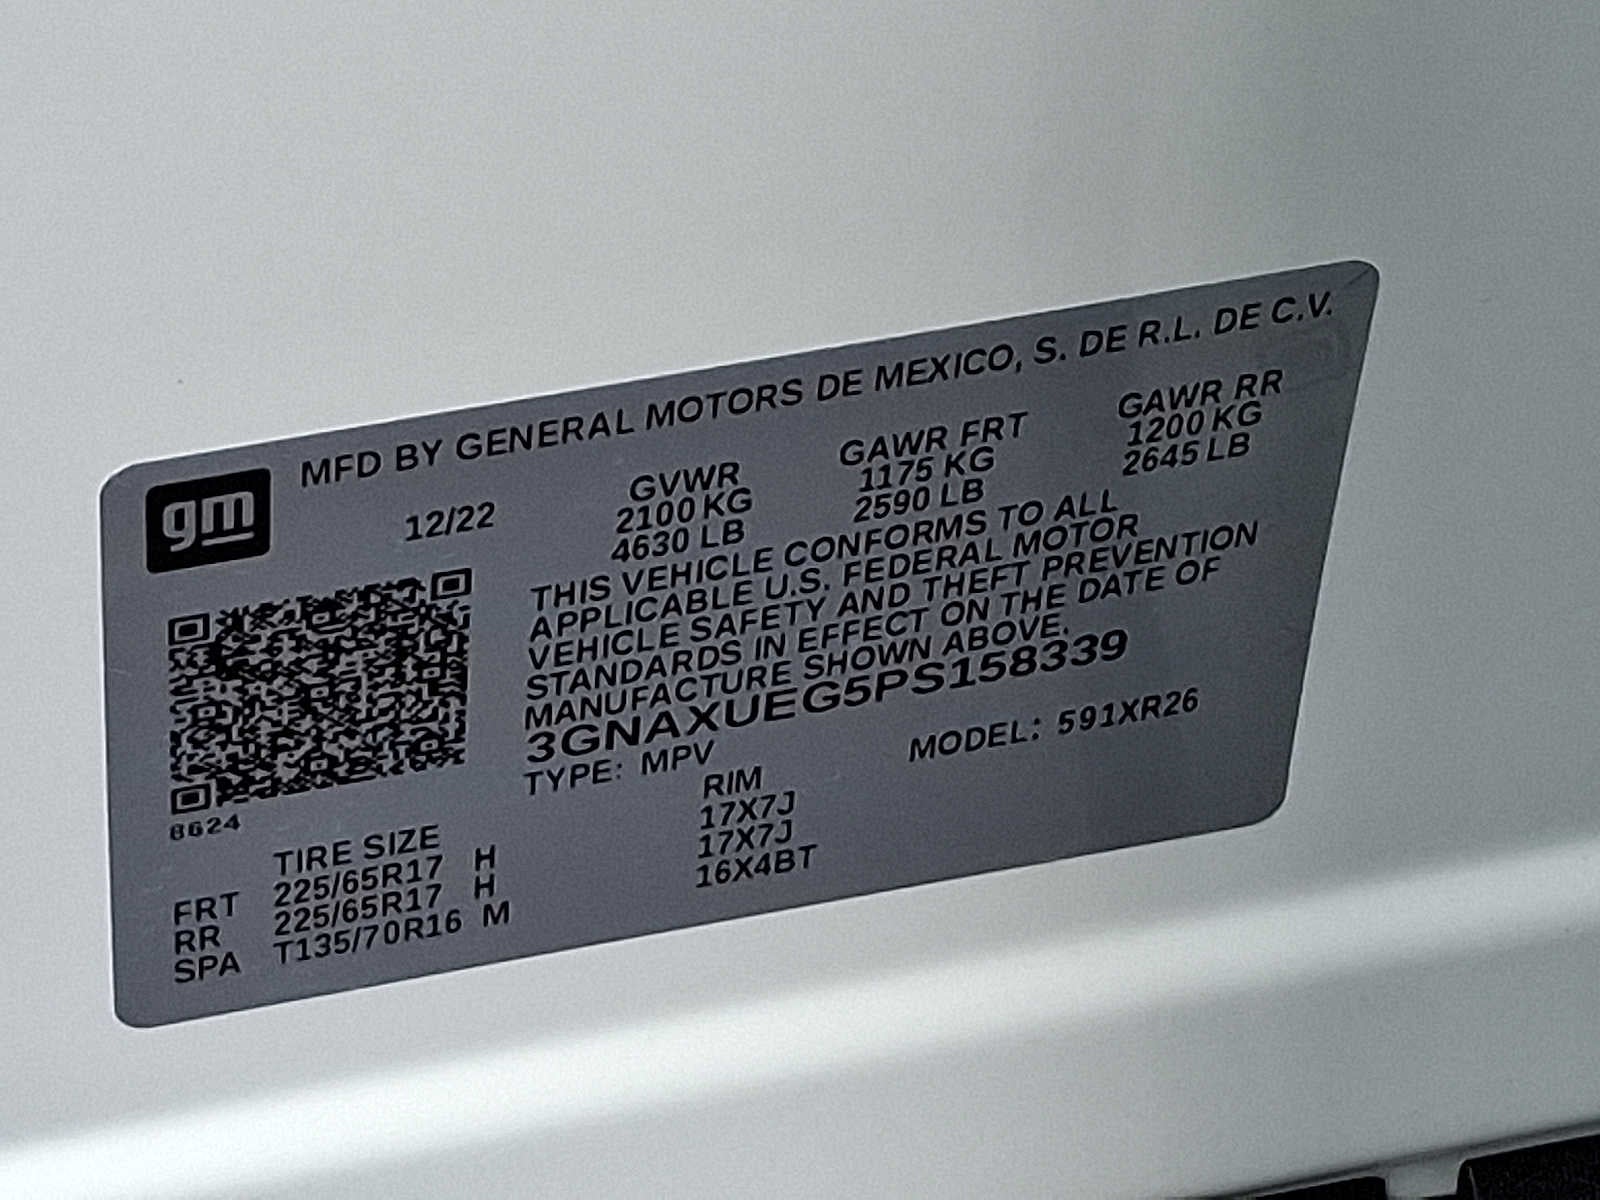 gm
MFD BY GENERAL MOTORS DE MEXICO, S. DE R.L. DE C.V.
12/22
GVWR
2100 KG
4630 LB
GAWR FRT
1175 KG
2590 LB
GAWR RR
1200 KG
2645 LB
THIS VEHICLE CONFORMS TO ALL
APPLICABLE U.S. FEDERAL MOTOR
VEHICLE SAFETY AND THEFT PREVENTION
STANDARDS IN EFFECT ON THE DATE OF
MANUFACTURE SHOWN ABOVE.
3GNAXUEG5PS158339
TYPE: MPV
MODEL: 591XR26
8624
TIRE SIZE RIM
FRT 225/65R17 H 17X7J
RR 225/65R17 H 17X7J
SPA T135/70R16 M 16X4BT